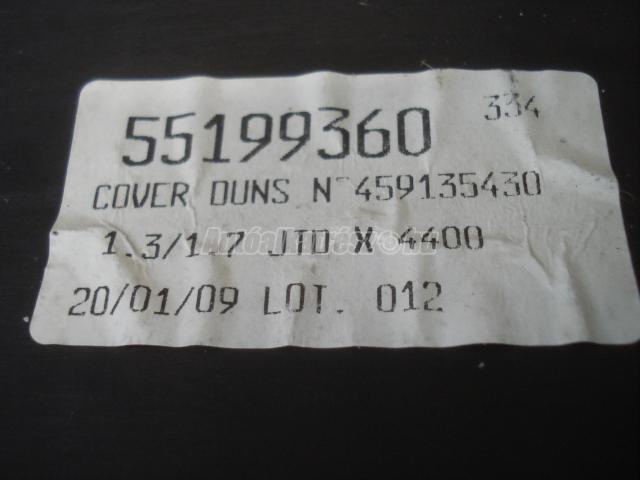 55199360 334
COVER DUNS N°459135430
1.3/1.7 JTD X 4400
20/01/09 LOT. 012